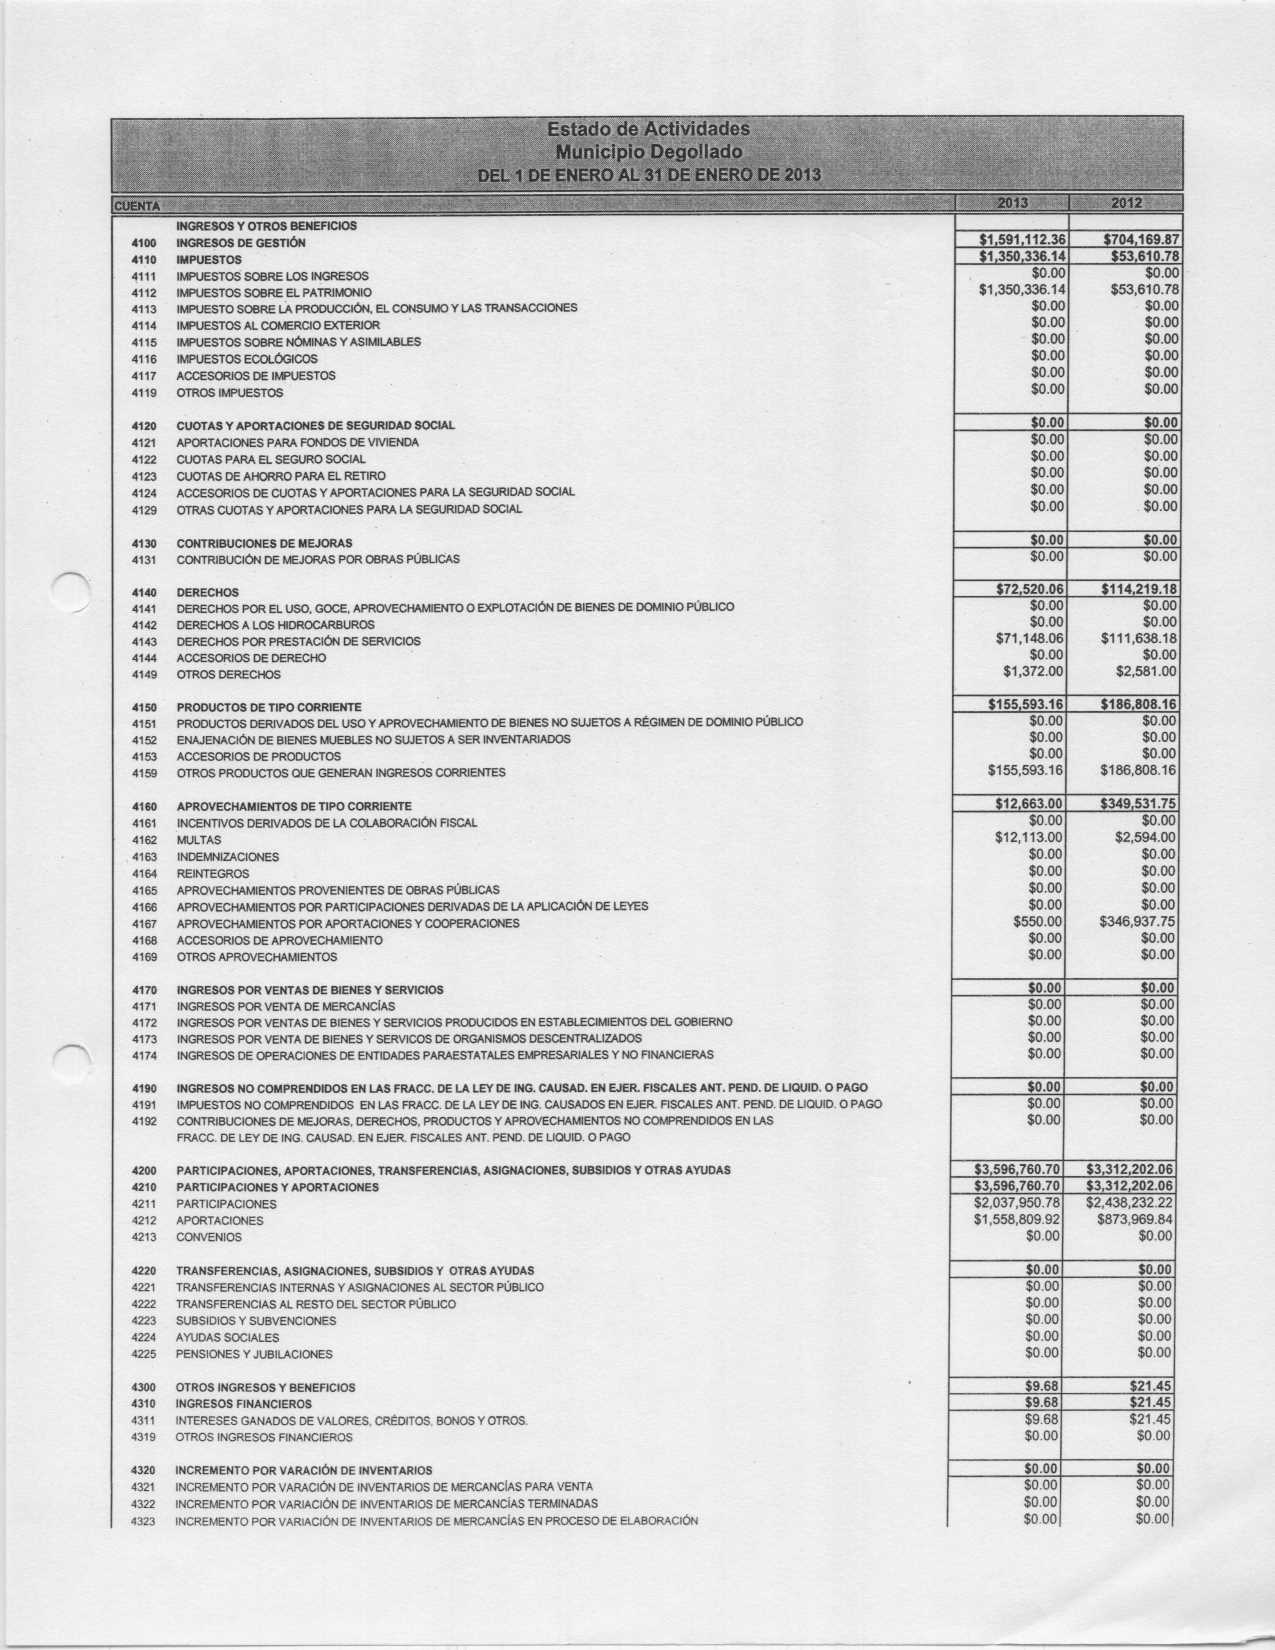 Estado de Actividades
Municipio Degollado
DEL 1 DE ENERO AL 31 DE ENERO DE 2013
CUENTA 2013 2012
INGRESOS Y OTROS BENEFICIOS
4100 INGRESOS DE GESTIÓN $1,591,112.36 $704,169.87
4110 IMPUESTOS $1,350,336.14 $53,610.78
4111 IMPUESTOS SOBRE LOS INGRESOS $0.00 $0.00
4112 IMPUESTOS SOBRE EL PATRIMONIO $1,350,336.14 $53,610.78
4113 IMPUESTO SOBRE LA PRODUCCIÓN, EL CONSUMO Y LAS TRANSACCIONES $0.00 $0.00
4114 IMPUESTOS AL COMERCIO EXTERIOR $0.00 $0.00
4115 IMPUESTOS SOBRE NÓMINAS Y ASIMILABLES $0.00 $0.00
4116 IMPUESTOS ECOLÓGICOS $0.00 $0.00
4117 ACCESORIOS DE IMPUESTOS $0.00 $0.00
4119 OTROS IMPUESTOS $0.00 $0.00
4120 CUOTAS Y APORTACIONES DE SEGURIDAD SOCIAL $0.00 $0.00
4121 APORTACIONES PARA FONDOS DE VIVIENDA $0.00 $0.00
4122 CUOTAS PARA EL SEGURO SOCIAL $0.00 $0.00
4123 CUOTAS DE AHORRO PARA EL RETIRO $0.00 $0.00
4124 ACCESORIOS DE CUOTAS Y APORTACIONES PARA LA SEGURIDAD SOCIAL $0.00 $0.00
4129 OTRAS CUOTAS Y APORTACIONES PARA LA SEGURIDAD SOCIAL $0.00 $0.00
4130 CONTRIBUCIONES DE MEJORAS $0.00 $0.00
4131 CONTRIBUCIÓN DE MEJORAS POR OBRAS PÚBLICAS $0.00 $0.00
4140 DERECHOS $72,520.06 $114,219.18
4141 DERECHOS POR EL USO, GOCE, APROVECHAMIENTO O EXPLOTACIÓN DE BIENES DE DOMINIO PÚBLICO $0.00 $0.00
4142 DERECHOS A LOS HIDROCARBUROS $0.00 $0.00
4143 DERECHOS POR PRESTACIÓN DE SERVICIOS $71,148.06 $111,638.18
4144 ACCESORIOS DE DERECHO $0.00 $0.00
4149 OTROS DERECHOS $1,372.00 $2,581.00
4150 PRODUCTOS DE TIPO CORRIENTE $155,593.16 $186,808.16
4151 PRODUCTOS DERIVADOS DEL USO Y APROVECHAMIENTO DE BIENES NO SUJETOS A RÉGIMEN DE DOMINIO PÚBLICO $0.00 $0.00
4152 ENAJENACIÓN DE BIENES MUEBLES NO SUJETOS A SER INVENTARIADOS $0.00 $0.00
4153 ACCESORIOS DE PRODUCTOS $0.00 $0.00
4159 OTROS PRODUCTOS QUE GENERAN INGRESOS CORRIENTES $155,593.16 $186,808.16
4160 APROVECHAMIENTOS DE TIPO CORRIENTE $12,663.00 $349,531.75
4161 INCENTIVOS DERIVADOS DE LA COLABORACIÓN FISCAL $0.00 $0.00
4162 MULTAS $12,113.00 $2,594.00
4163 INDEMNIZACIONES $0.00 $0.00
4164 REINTEGROS $0.00 $0.00
4165 APROVECHAMIENTOS PROVENIENTES DE OBRAS PÚBLICAS $0.00 $0.00
4166 APROVECHAMIENTOS POR PARTICIPACIONES DERIVADAS DE LA APLICACIÓN DE LEYES $0.00 $0.00
4167 APROVECHAMIENTOS POR APORTACIONES Y COOPERACIONES $550.00 $346,937.75
4168 ACCESORIOS DE APROVECHAMIENTO $0.00 $0.00
4169 OTROS APROVECHAMIENTOS $0.00 $0.00
4170 INGRESOS POR VENTAS DE BIENES Y SERVICIOS $0.00 $0.00
4171 INGRESOS POR VENTA DE MERCANCÍAS $0.00 $0.00
4172 INGRESOS POR VENTAS DE BIENES Y SERVICIOS PRODUCIDOS EN ESTABLECIMIENTOS DEL GOBIERNO $0.00 $0.00
4173 INGRESOS POR VENTA DE BIENES Y SERVICOS DE ORGANISMOS DESCENTRALIZADOS $0.00 $0.00
4174 INGRESOS DE OPERACIONES DE ENTIDADES PARAESTATALES EMPRESARIALES Y NO FINANCIERAS $0.00 $0.00
4190 INGRESOS NO COMPRENDIDOS EN LAS FRACC. DE LA LEY DE ING. CAUSAD. EN EJER. FISCALES ANT. PEND. DE LIQUID. O PAGO $0.00 $0.00
4191 IMPUESTOS NO COMPRENDIDOS EN LAS FRACC. DE LA LEY DE ING. CAUSADOS EN EJER. FISCALES ANT. PEND. DE LIQUID. O PAGO $0.00 $0.00
4192 CONTRIBUCIONES DE MEJORAS, DERECHOS, PRODUCTOS Y APROVECHAMIENTOS NO COMPRENDIDOS EN LAS $0.00 $0.00
FRACC. DE LEY DE ING. CAUSAD. EN EJER. FISCALES ANT. PEND. DE LIQUID. O PAGO
4200 PARTICIPACIONES, APORTACIONES, TRANSFERENCIAS, ASIGNACIONES, SUBSIDIOS Y OTRAS AYUDAS $3,596,760.70 $3,312,202.06
4210 PARTICIPACIONES Y APORTACIONES $3,596,760.70 $3,312,202.06
4211 PARTICIPACIONES $2,037,950.78 $2,438,232.22
4212 APORTACIONES $1,558,809.92 $873,969.84
4213 CONVENIOS $0.00 $0.00
4220 TRANSFERENCIAS, ASIGNACIONES, SUBSIDIOS Y OTRAS AYUDAS $0.00 $0.00
4221 TRANSFERENCIAS INTERNAS Y ASIGNACIONES AL SECTOR PÚBLICO $0.00 $0.00
4222 TRANSFERENCIAS AL RESTO DEL SECTOR PÚBLICO $0.00 $0.00
4223 SUBSIDIOS Y SUBVENCIONES $0.00 $0.00
4224 AYUDAS SOCIALES $0.00 $0.00
4225 PENSIONES Y JUBILACIONES $0.00 $0.00
4300 OTROS INGRESOS Y BENEFICIOS $9.68 $21.45
4310 INGRESOS FINANCIEROS $9.68 $21.45
4311 INTERESES GANADOS DE VALORES, CRÉDITOS, BONOS Y OTROS. $9.68 $21.45
4319 OTROS INGRESOS FINANCIEROS $0.00 $0.00
4320 INCREMENTO POR VARACIÓN DE INVENTARIOS $0.00 $0.00
4321 INCREMENTO POR VARACIÓN DE INVENTARIOS DE MERCANCÍAS PARA VENTA $0.00 $0.00
4322 INCREMENTO POR VARIACIÓN DE INVENTARIOS DE MERCANCÍAS TERMINADAS $0.00 $0.00
4323 INCREMENTO POR VARIACIÓN DE INVENTARIOS DE MERCANCÍAS EN PROCESO DE ELABORACIÓN $0.00 $0.00